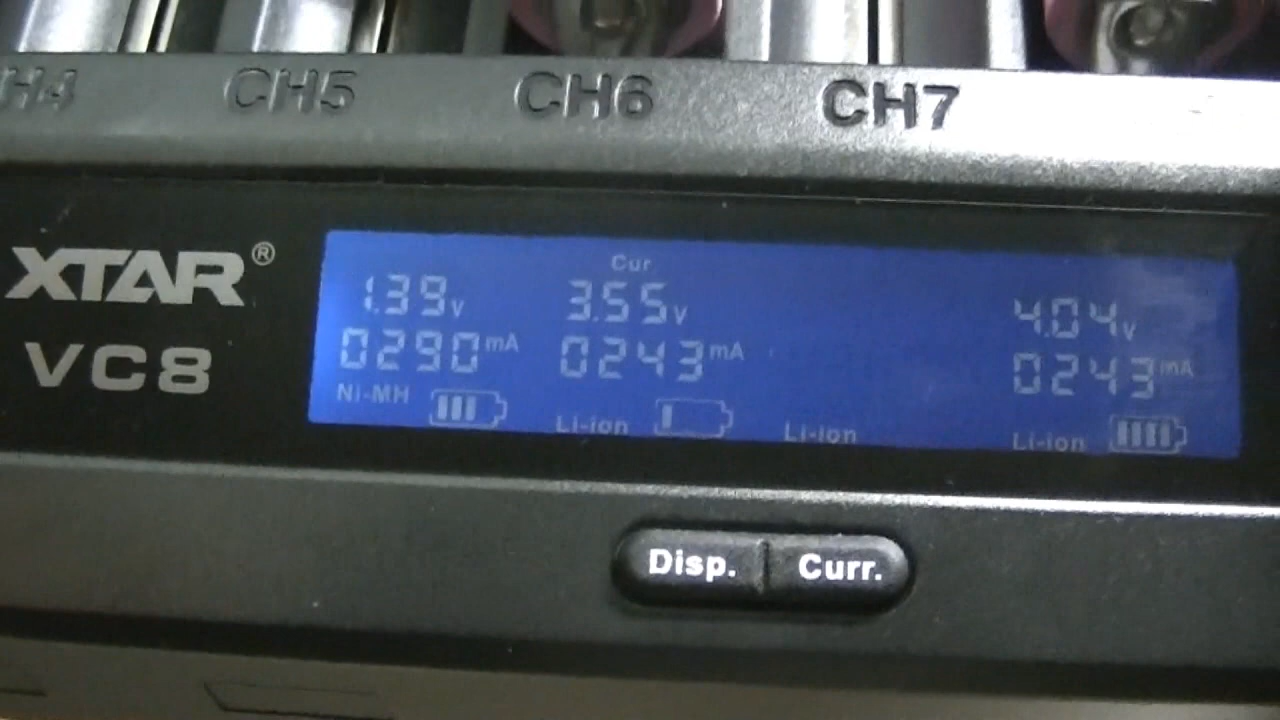 H4 CH5 CH6 CH7
XTAR®
VC8
Cur
1.39V 3.55V 4.04V
0290mA 0243mA 0243mA
Ni-MH Li-ion Li-ion Li-ion
Disp. Curr.